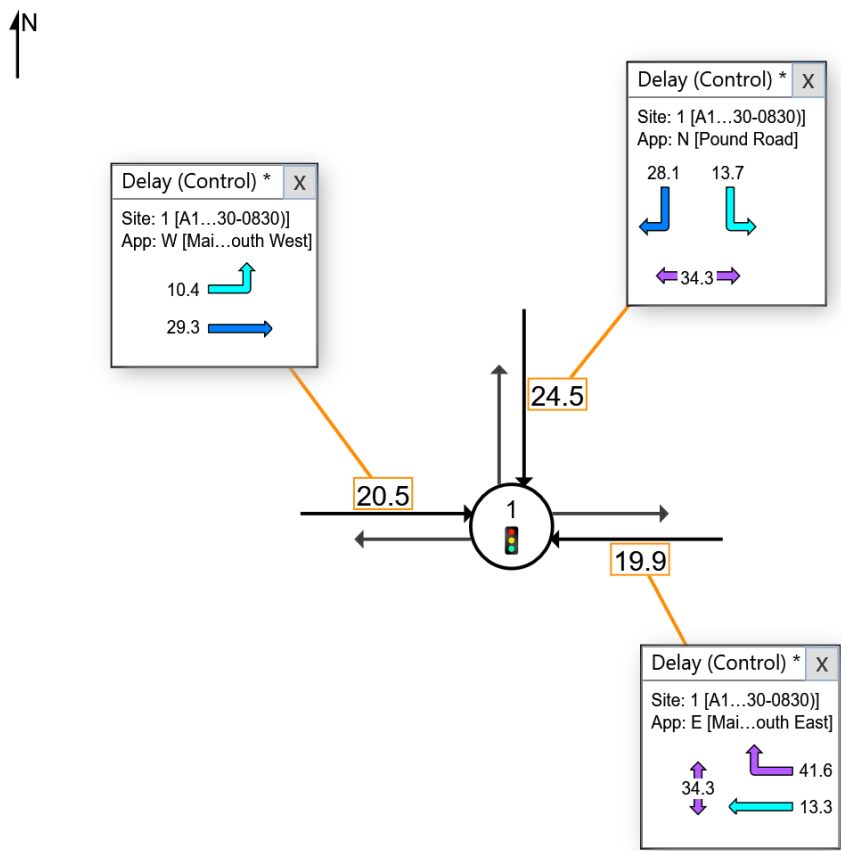 N
Delay (Control) * X
Site: 1 [A1...30-0830)]
App: N [Pound Road]
28.1 13.7
34.3
Delay (Control) * X
Site: 1 [A1...30-0830)]
App: W [Mai...outh West]
10.4
29.3
24.5
20.5
1
19.9
Delay (Control) * X
Site: 1 [A1...30-0830)]
App: E [Mai...outh East]
41.6
34.3
13.3